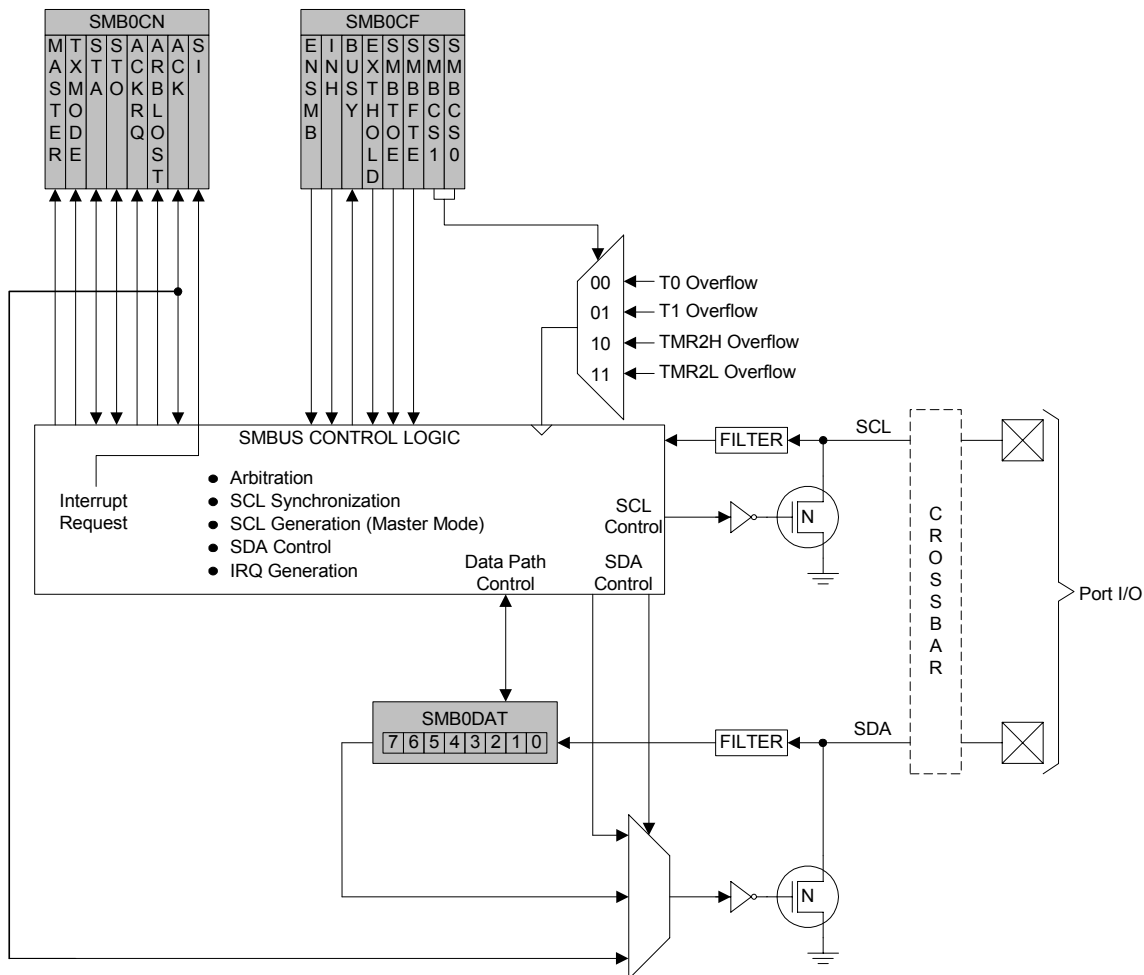 SMB0CN
MASTER
TXMODE
STA
STO
ACKRQ
ARBLOST
ACK
SI
SMB0CF
ENSMB
INH
BUSY
EXTHOLD
SMBTOE
SMBFTE
SMBCS1
SMBCS0
00
T0 Overflow
01
T1 Overflow
10
TMR2H Overflow
11
TMR2L Overflow
SMBUS CONTROL LOGIC
Interrupt
Request
● Arbitration
● SCL Synchronization
● SCL Generation (Master Mode)
● SDA Control
● IRQ Generation
Data Path
Control
SDA
Control
SCL
Control
FILTER
SCL
N
CROSSBAR
Port I/O
SMB0DAT
7 6 5 4 3 2 1 0
FILTER
SDA
N